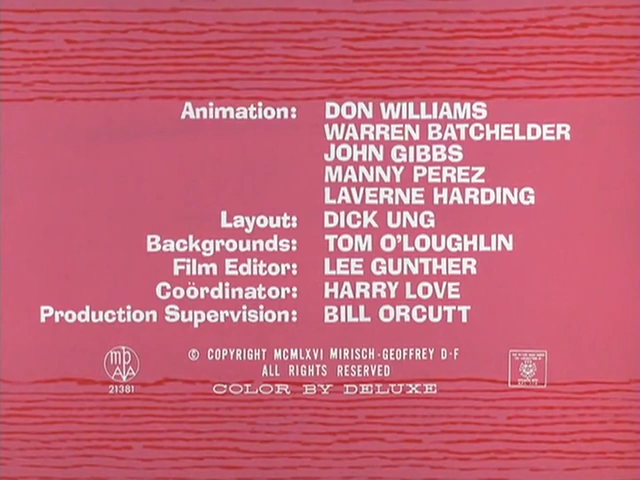 Animation: DON WILLIAMS
WARREN BATCHELDER
JOHN GIBBS
MANNY PEREZ
LAVERNE HARDING
Layout: DICK UNG
Backgrounds: TOM O'LOUGHLIN
Film Editor: LEE GUNTHER
Coördinator: HARRY LOVE
Production Supervision: BILL ORCUTT
© COPYRIGHT MCMLXVI MIRISCH-GEOFFREY D-F
ALL RIGHTS RESERVED
COLOR BY DELUXE
mpAA
21381